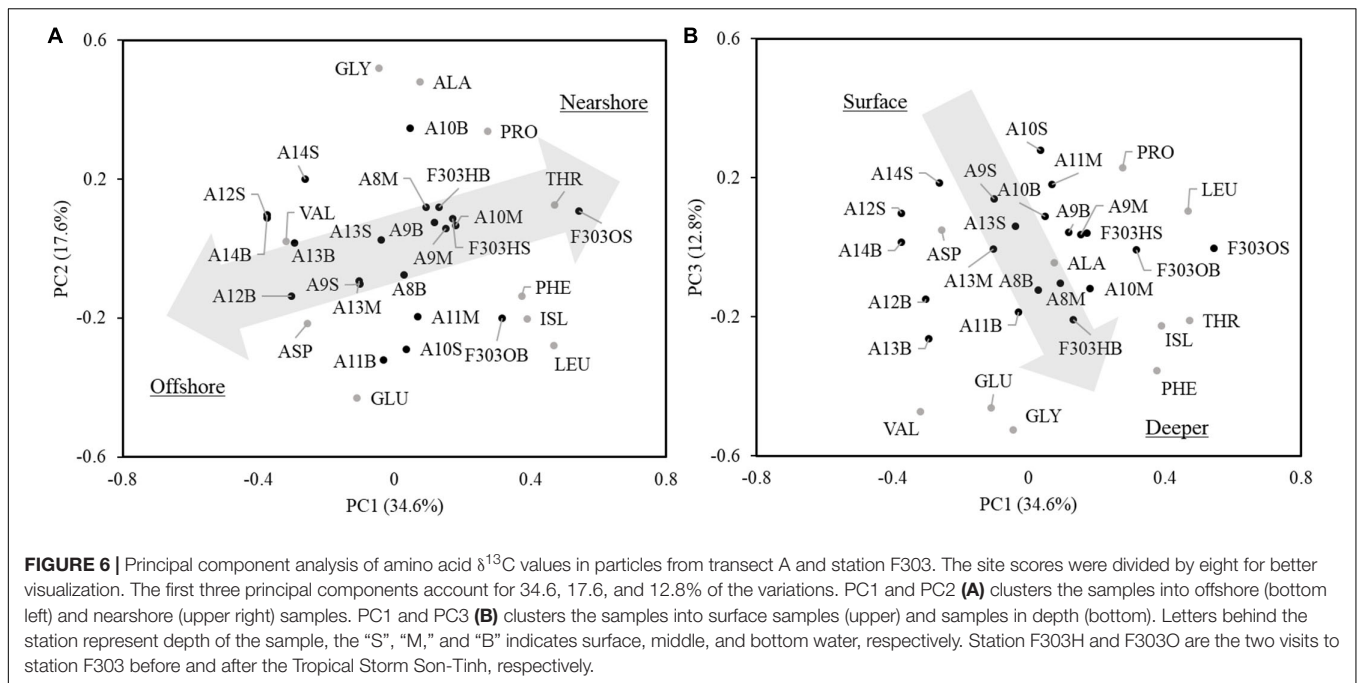 A
B
0.6
0.2
-0.2
-0.6
-0.8
-0.4
0
0.4
0.8
PC2 (17.6%)
PC1 (34.6%)
GLY
ALA
Nearshore
A10B
PRO
A14S
A8M
F303HB
THR
A12S
VAL
A13S
A9B
A10M
F303OS
A14B
A13B
F303HS
A9M
A9S
A12B
A13M
A8B
PHE
ISL
ASP
A11M
F303OB
LEU
Offshore
A11B
A10S
GLU
0.6
0.2
-0.2
-0.6
-0.8
-0.4
0
0.4
0.8
PC3 (12.8%)
PC1 (34.6%)
Surface
A10S
A11M
PRO
A9S
A14S
A10B
LEU
A12S
A13S
A9B
A9M
F303HS
F303OS
A14B
ASP
ALA
F303OB
A13M
A8B
A12B
A8M
A10M
A11B
THR
A13B
F303HB
ISL
PHE
GLU
VAL
GLY
Deeper
FIGURE 6 | Principal component analysis of amino acid δ¹³C values in particles from transect A and station F303. The site scores were divided by eight for better
visualization. The first three principal components account for 34.6, 17.6, and 12.8% of the variations. PC1 and PC2 (A) clusters the samples into offshore (bottom
left) and nearshore (upper right) samples. PC1 and PC3 (B) clusters the samples into surface samples (upper) and samples in depth (bottom). Letters behind the
station represent depth of the sample, the “S”, “M,” and “B” indicates surface, middle, and bottom water, respectively. Station F303H and F303O are the two visits to
station F303 before and after the Tropical Storm Son-Tinh, respectively.